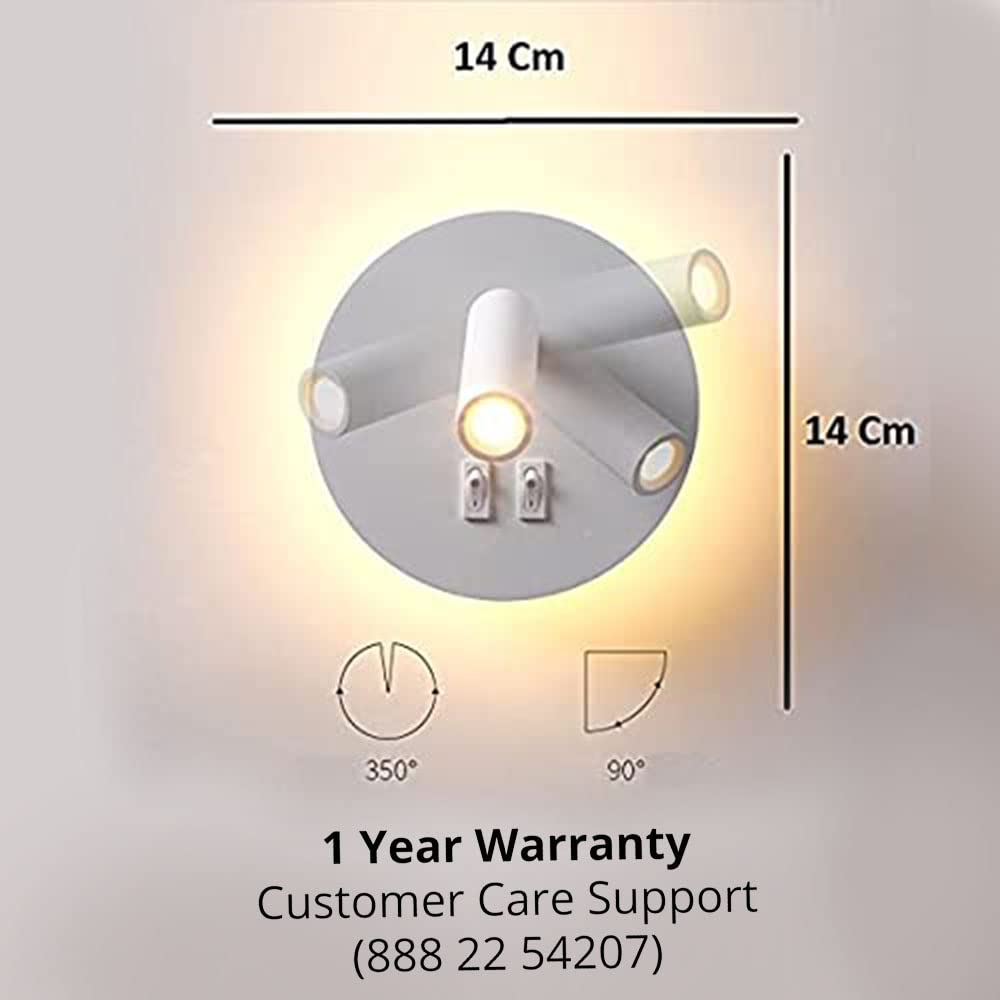 14 Cm
14 Cm
350°
90°
1 Year Warranty
Customer Care Support
(888 22 54207)